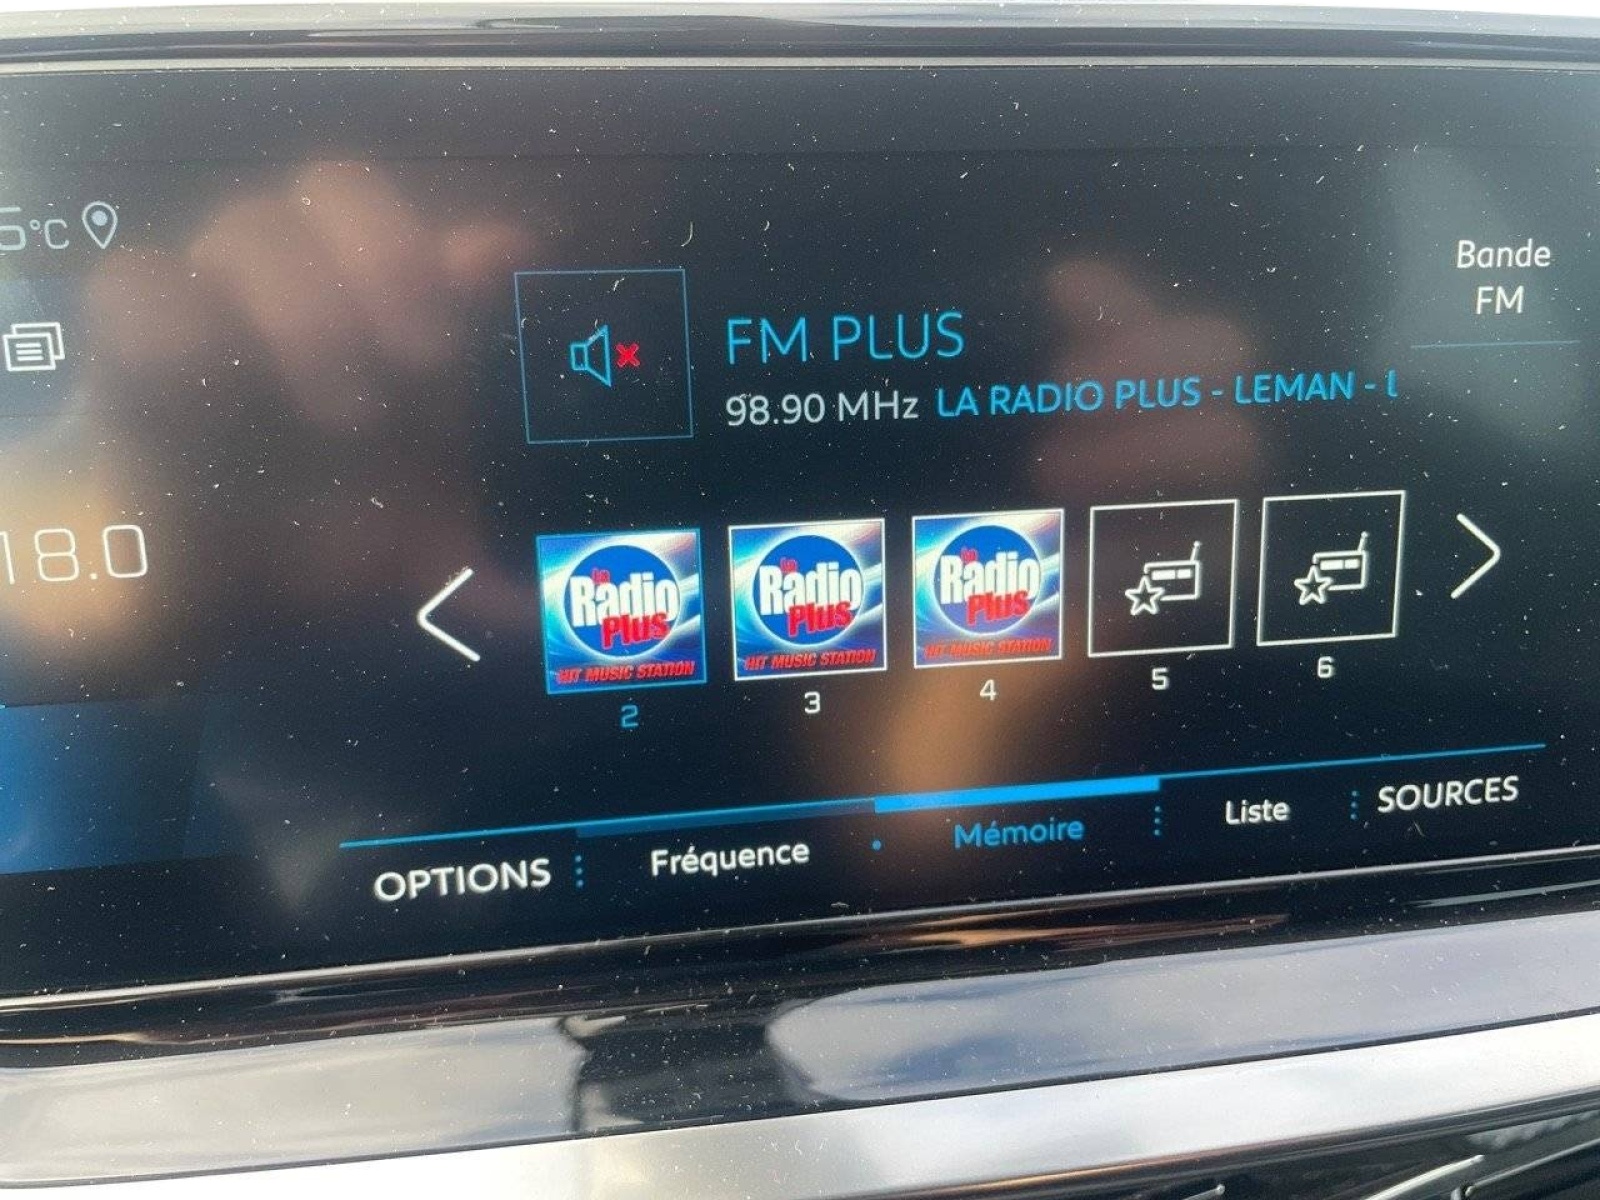 5°C
Bande
FM
FM PLUS
98.90 MHz LA RADIO PLUS - LEMAN - L
18.0
la Radio Plus HIT MUSIC STATION
la Radio Plus HIT MUSIC STATION
la Radio Plus HIT MUSIC STATION
2 3 4 5 6
OPTIONS Fréquence Mémoire Liste SOURCES